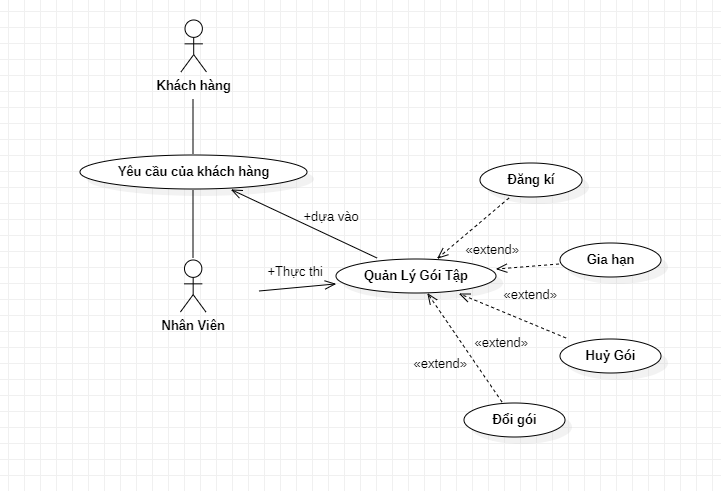 Khách hàng
Yêu cầu của khách hàng
Đăng kí
+dựa vào
«extend»
Gia hạn
+Thực thi
Quản Lý Gói Tập
«extend»
Nhân Viên
«extend»
Huỷ Gói
«extend»
Đổi gói